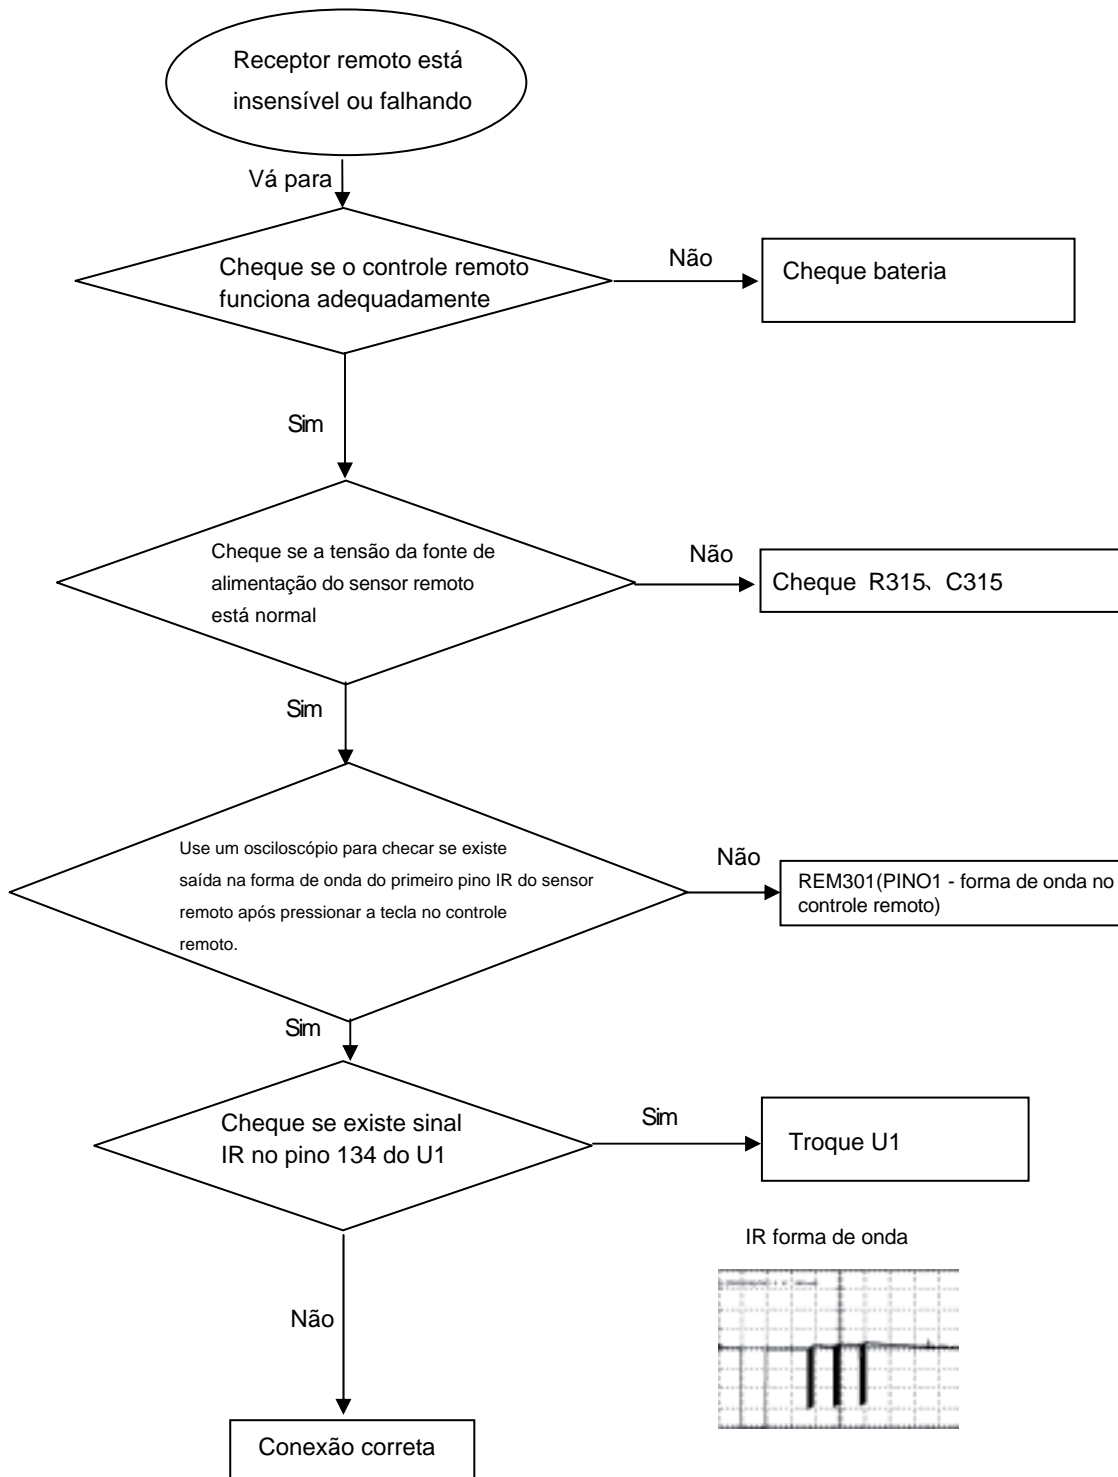 Receptor remoto está
insensível ou falhando
Vá para
Cheque se o controle remoto
funciona adequadamente
Não
Cheque bateria
Sim
Cheque se a tensão da fonte de
alimentação do sensor remoto
está normal
Não
Cheque R315、C315
Sim
Use um osciloscópio para checar se existe
saída na forma de onda do primeiro pino IR do sensor
remoto após pressionar a tecla no controle
remoto.
Não
REM301(PINO1 - forma de onda no
controle remoto)
Sim
Cheque se existe sinal
IR no pino 134 do U1
Sim
Troque U1
IR forma de onda
Não
Conexão correta